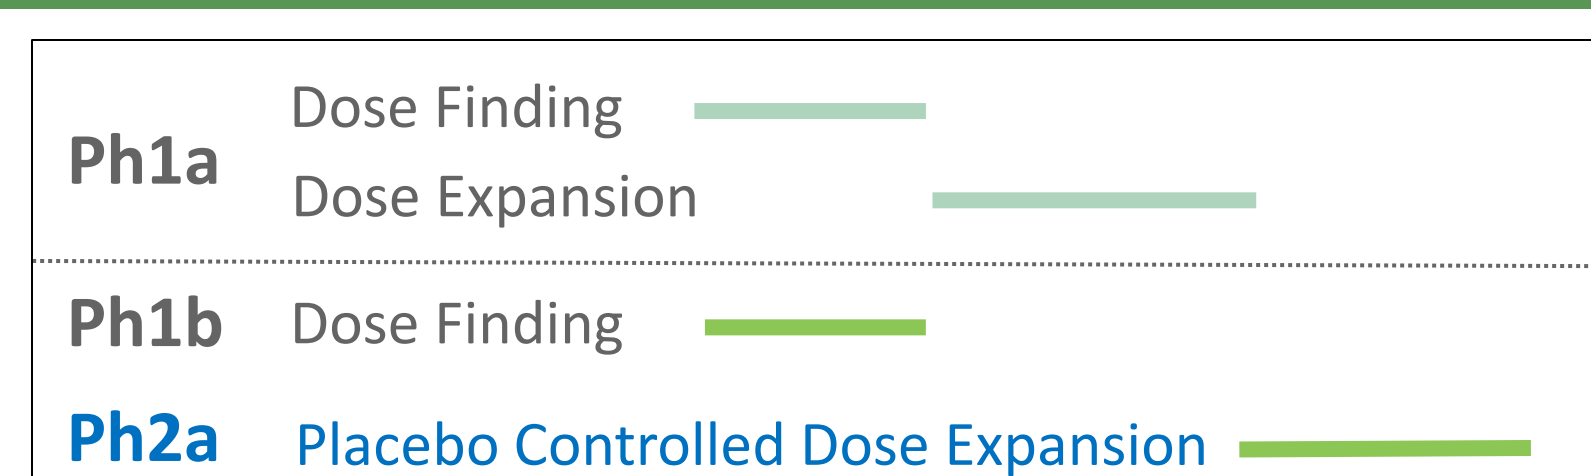 Ph1a
Dose Finding
Dose Expansion
Ph1b Dose Finding
Ph2a Placebo Controlled Dose Expansion